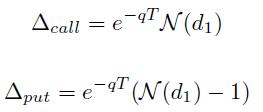 Δ_call = e^{-qT} 𝒩(d_1)
Δ_put = e^{-qT} (𝒩(d_1) − 1)